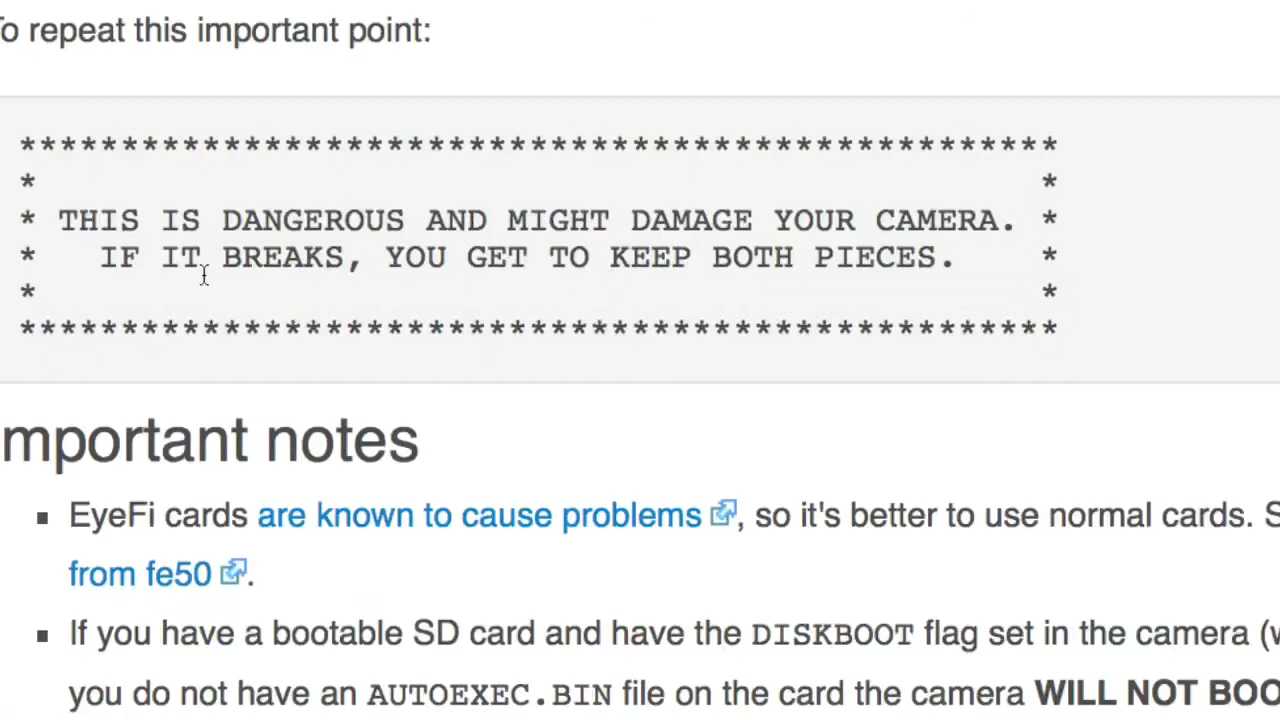 o repeat this important point:
***************************************************
* *
* THIS IS DANGEROUS AND MIGHT DAMAGE YOUR CAMERA. *
* IF IT BREAKS, YOU GET TO KEEP BOTH PIECES. *
* *
***************************************************
mportant notes
▪ EyeFi cards are known to cause problems , so it's better to use normal cards. S
from fe50 .
▪ If you have a bootable SD card and have the DISKBOOT flag set in the camera (
you do not have an AUTOEXEC.BIN file on the card the camera WILL NOT BOO